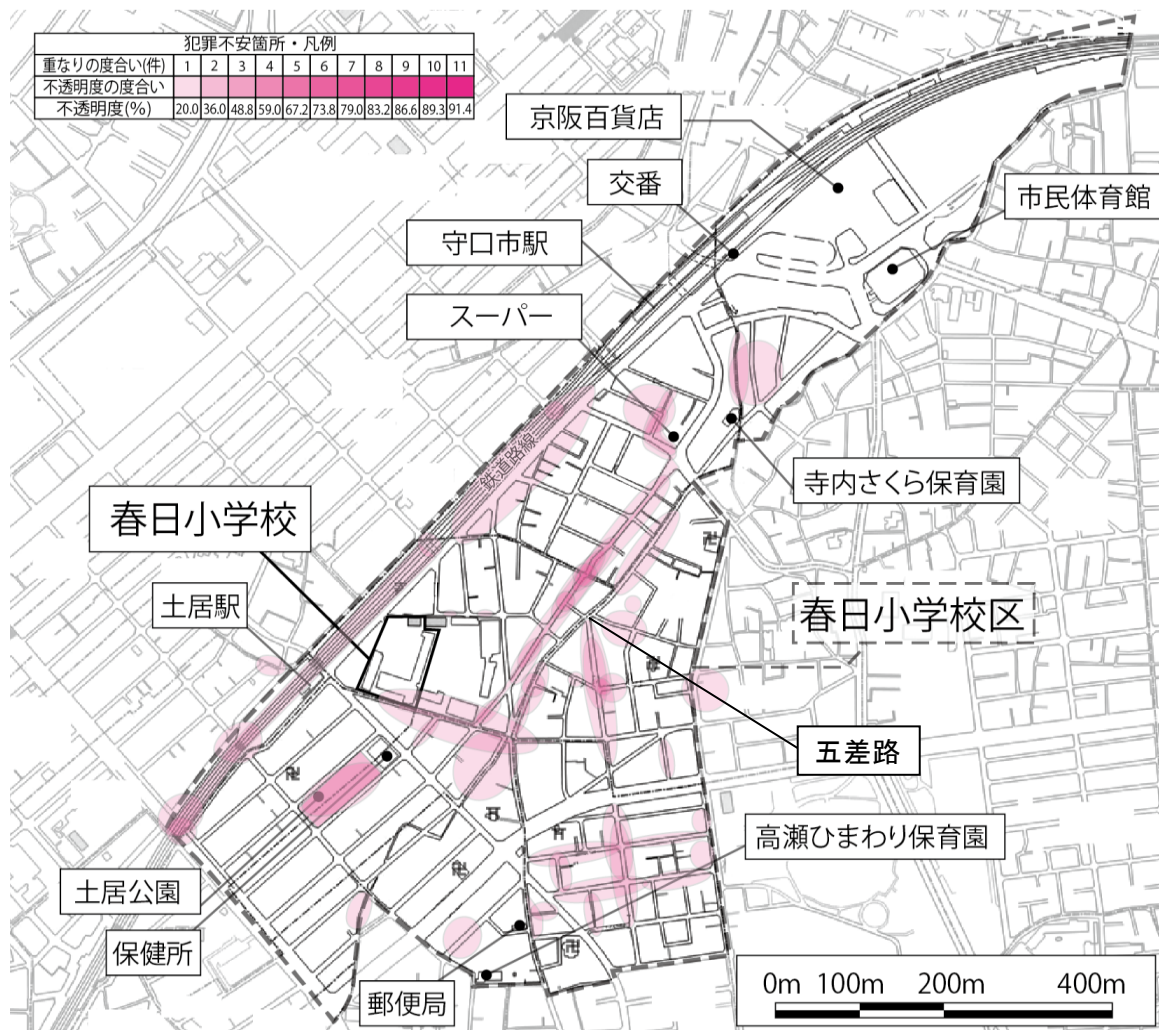 犯罪不安箇所・凡例
重なりの度合い(件) 1 2 3 4 5 6 7 8 9 10 11
不透明度の度合い
不透明度(%) 20.0 36.0 48.8 59.0 67.2 73.8 79.0 83.2 86.6 89.3 91.4
京阪百貨店
交番
市民体育館
守口市駅
スーパー
鉄道路線
寺内さくら保育園
春日小学校
土居駅
春日小学校区
五差路
高瀬ひまわり保育園
土居公園
保健所
郵便局
0m 100m 200m 400m